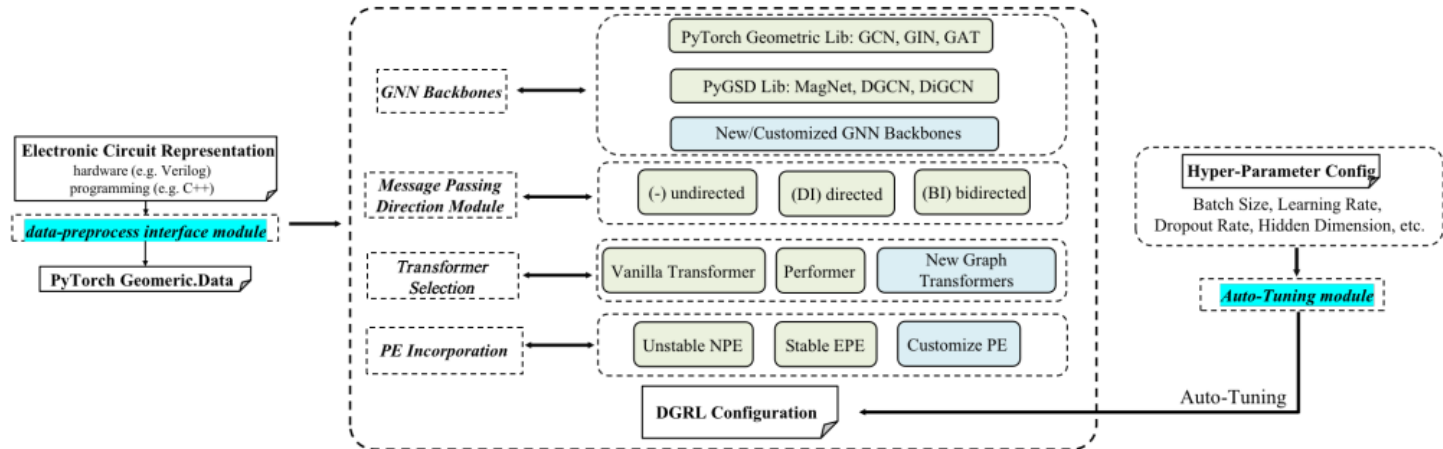 Electronic Circuit Representation
hardware (e.g. Verilog)
programming (e.g. C++)
data-preprocess interface module
PyTorch Geomeric.Data
GNN Backbones
PyTorch Geometric Lib: GCN, GIN, GAT
PyGSD Lib: MagNet, DGCN, DiGCN
New/Customized GNN Backbones
Message Passing
Direction Module
(-) undirected
(DI) directed
(BI) bidirected
Transformer
Selection
Vanilla Transformer
Performer
New Graph
Transformers
PE Incorporation
Unstable NPE
Stable EPE
Customize PE
DGRL Configuration
Hyper-Parameter Config
Batch Size, Learning Rate,
Dropout Rate, Hidden Dimension, etc.
Auto-Tuning module
Auto-Tuning